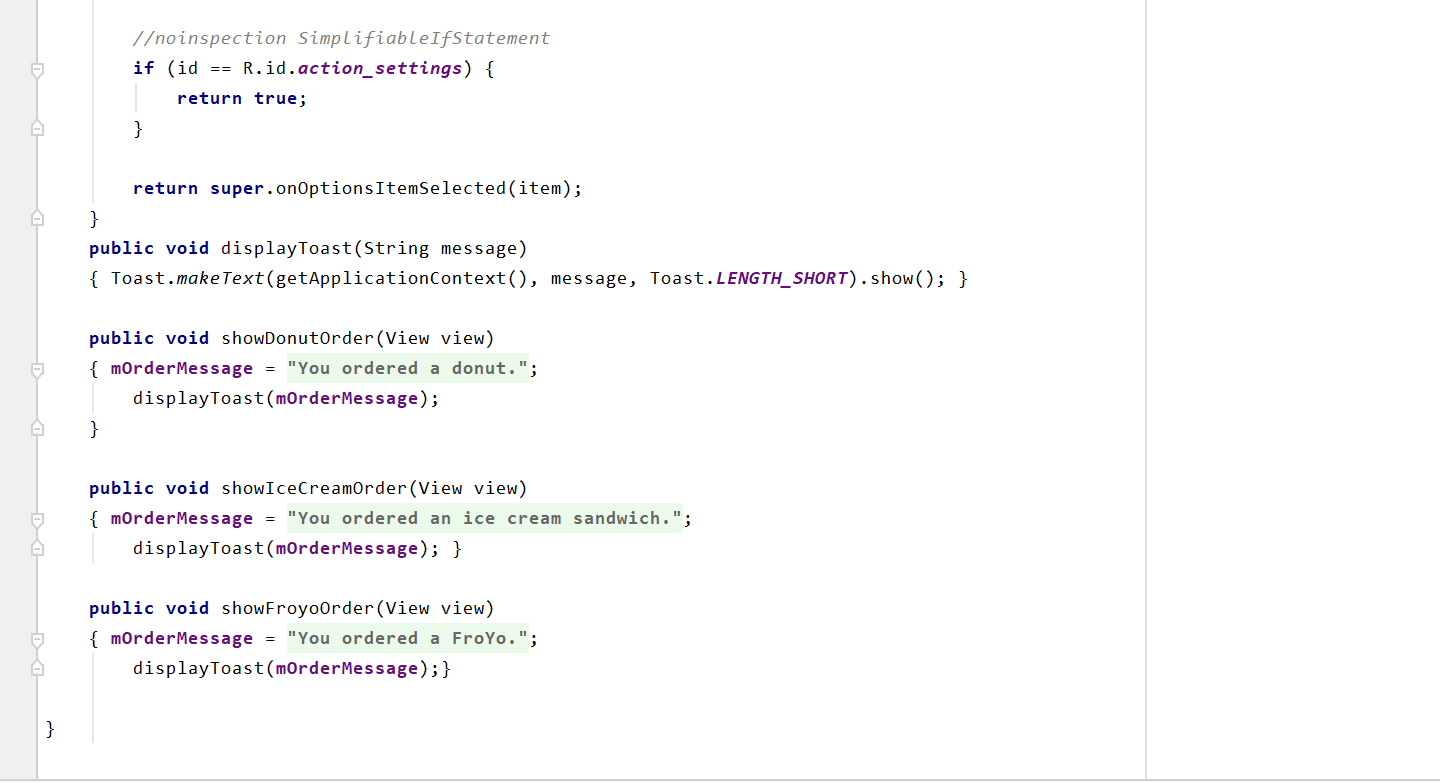 //noinspection SimplifiableIfStatement
if (id == R.id.action_settings) {
return true;
}
return super.onOptionsItemSelected(item);
}
public void displayToast(String message)
{ Toast.makeText(getApplicationContext(), message, Toast.LENGTH_SHORT).show(); }
public void showDonutOrder(View view)
{ mOrderMessage = "You ordered a donut.";
displayToast(mOrderMessage);
}
public void showIceCreamOrder(View view)
{ mOrderMessage = "You ordered an ice cream sandwich.";
displayToast(mOrderMessage); }
public void showFroyoOrder(View view)
{ mOrderMessage = "You ordered a FroYo.";
displayToast(mOrderMessage);}
}